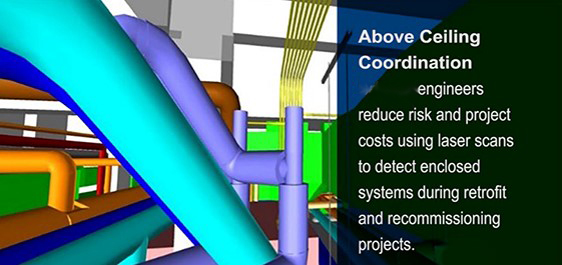 Above Ceiling
Coordination
engineers
reduce risk and project
costs using laser scans
to detect enclosed
systems during retrofit
and recommissioning
projects.